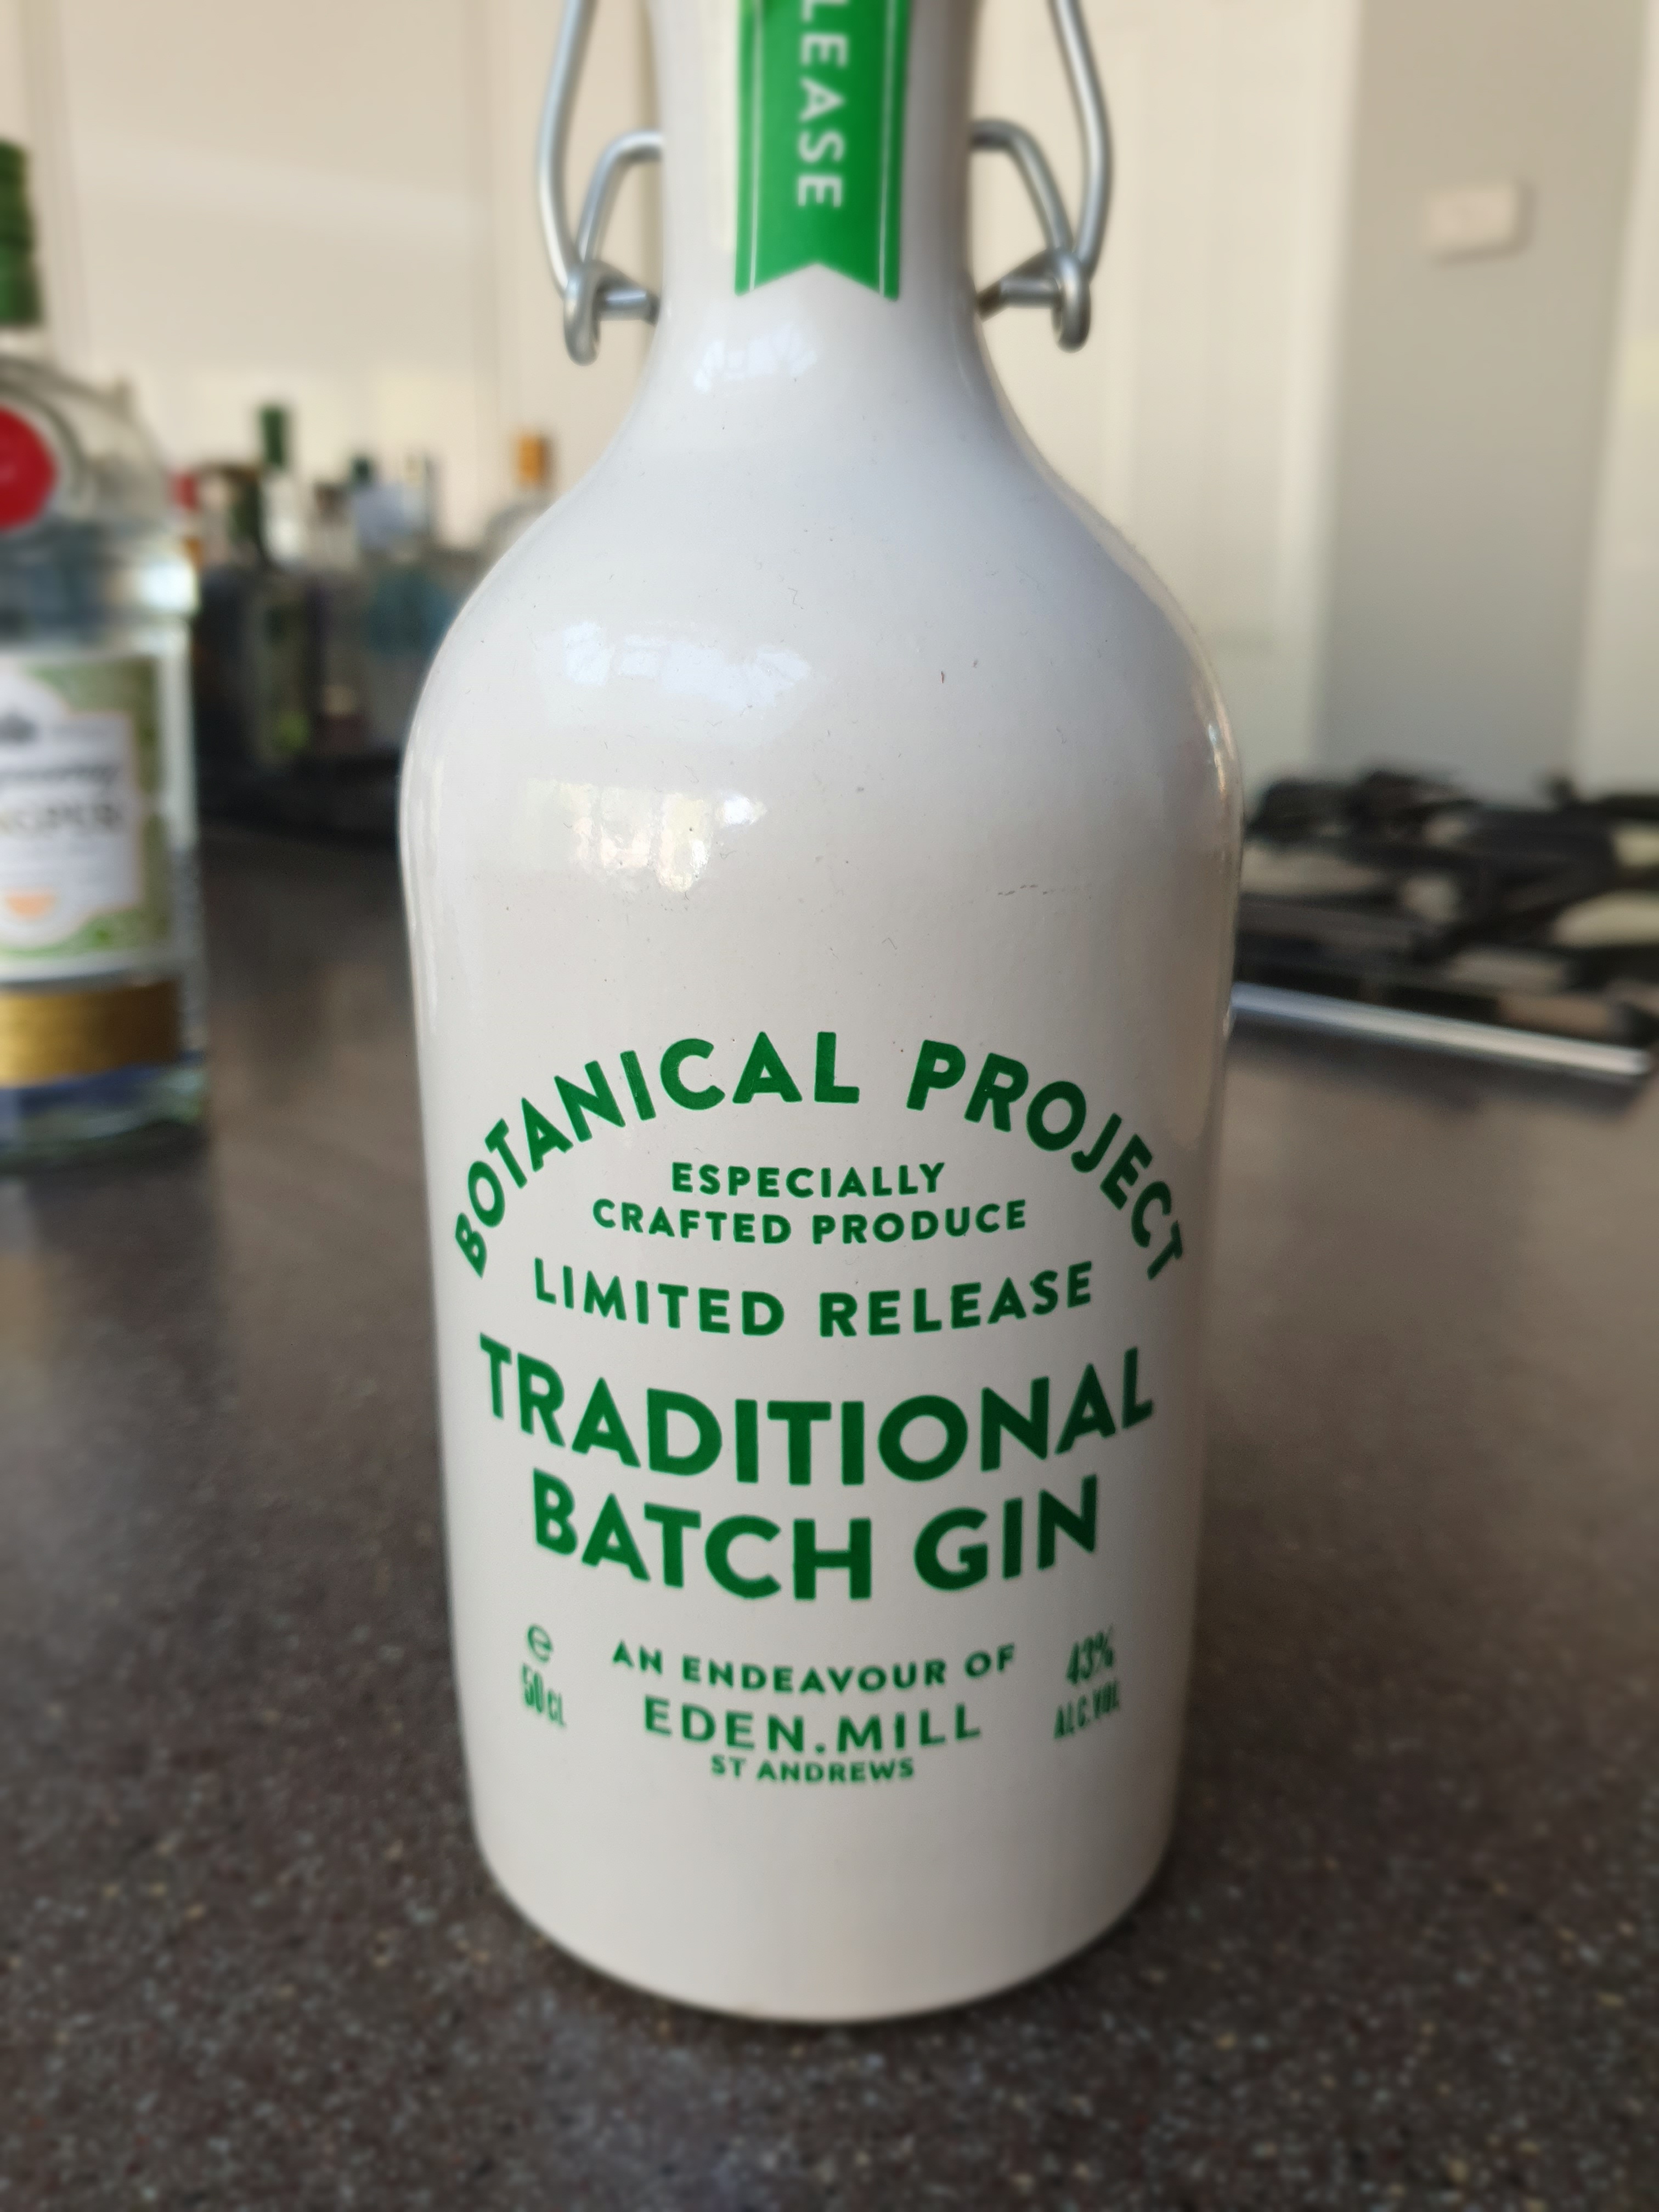 LEASE
BOTANICAL PROJECT
ESPECIALLY
CRAFTED PRODUCE
LIMITED RELEASE
TRADITIONAL
BATCH GIN
e
50cl
AN ENDEAVOUR OF
EDEN.MILL
ST ANDREWS
43%
ALC.VOL